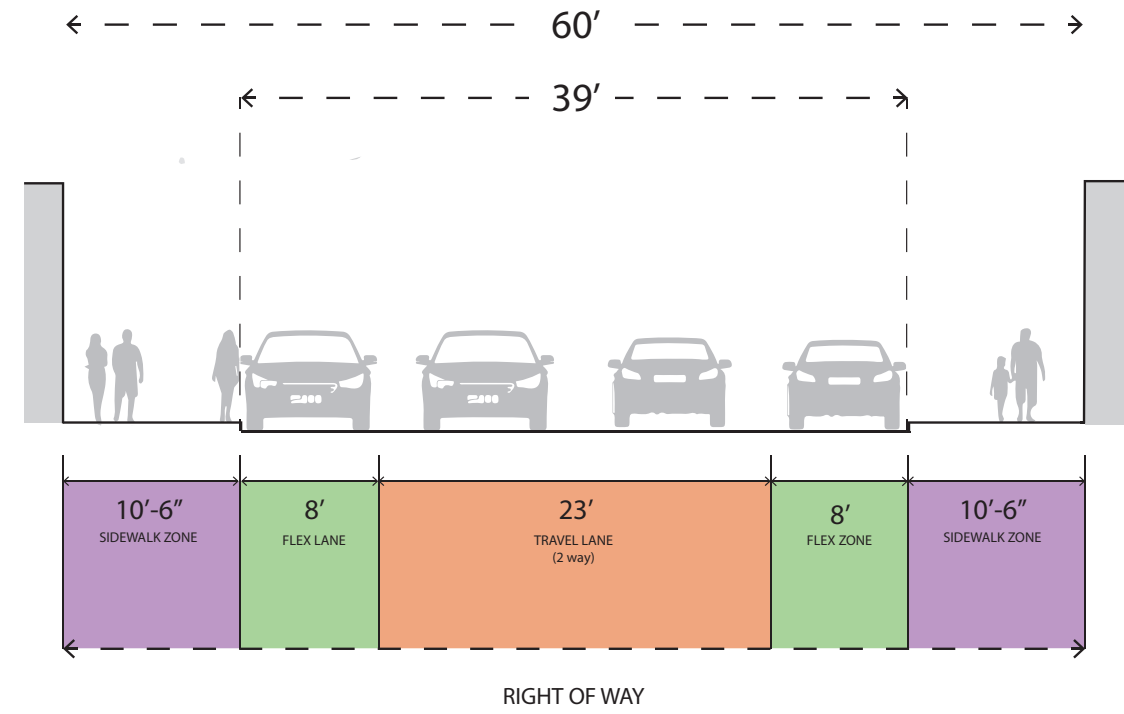 60′
39′
10′-6″
SIDEWALK ZONE
8′
FLEX LANE
23′
TRAVEL LANE
(2 way)
8′
FLEX ZONE
10′-6″
SIDEWALK ZONE
RIGHT OF WAY